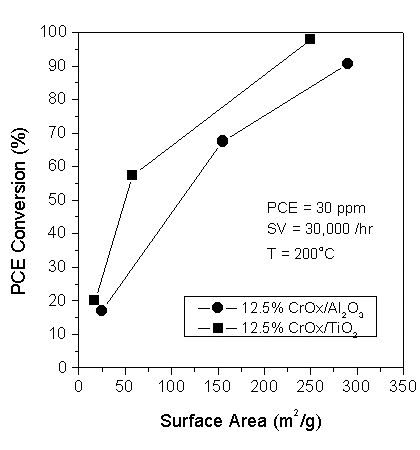 100
90
80
70
60
50
40
30
20
10
0
PCE Conversion (%)
PCE = 30 ppm
SV = 30,000 /hr
T = 200°C
12.5% CrOx/Al₂O₃
12.5% CrOx/TiO₂
0 50 100 150 200 250 300 350
Surface Area (m²/g)